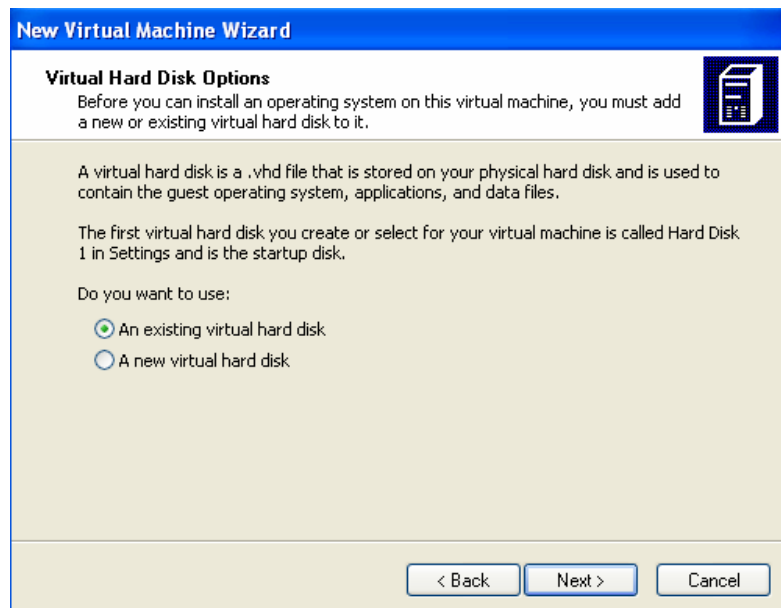 New Virtual Machine Wizard
Virtual Hard Disk Options
Before you can install an operating system on this virtual machine, you must add
a new or existing virtual hard disk to it.
A virtual hard disk is a .vhd file that is stored on your physical hard disk and is used to
contain the guest operating system, applications, and data files.
The first virtual hard disk you create or select for your virtual machine is called Hard Disk
1 in Settings and is the startup disk.
Do you want to use:
An existing virtual hard disk
A new virtual hard disk
< Back
Next >
Cancel